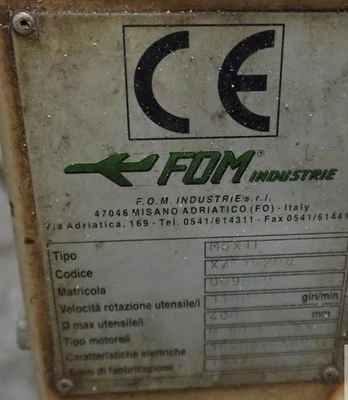 CE
FOM® INDUSTRIE
F.O.M. INDUSTRIE s.r.l.
47046 MISANO ADRIATICO (FO) - Italy
Via Adriatica, 169 - Tel. 0541/614311 - Fax 0541/61441
Tipo
Codice
Matricola
Velocità rotazione utensile/i giri/min
Ø max utensile/i mm
Tipo motore/i
Caratteristiche elettriche
Anno di fabbricazione